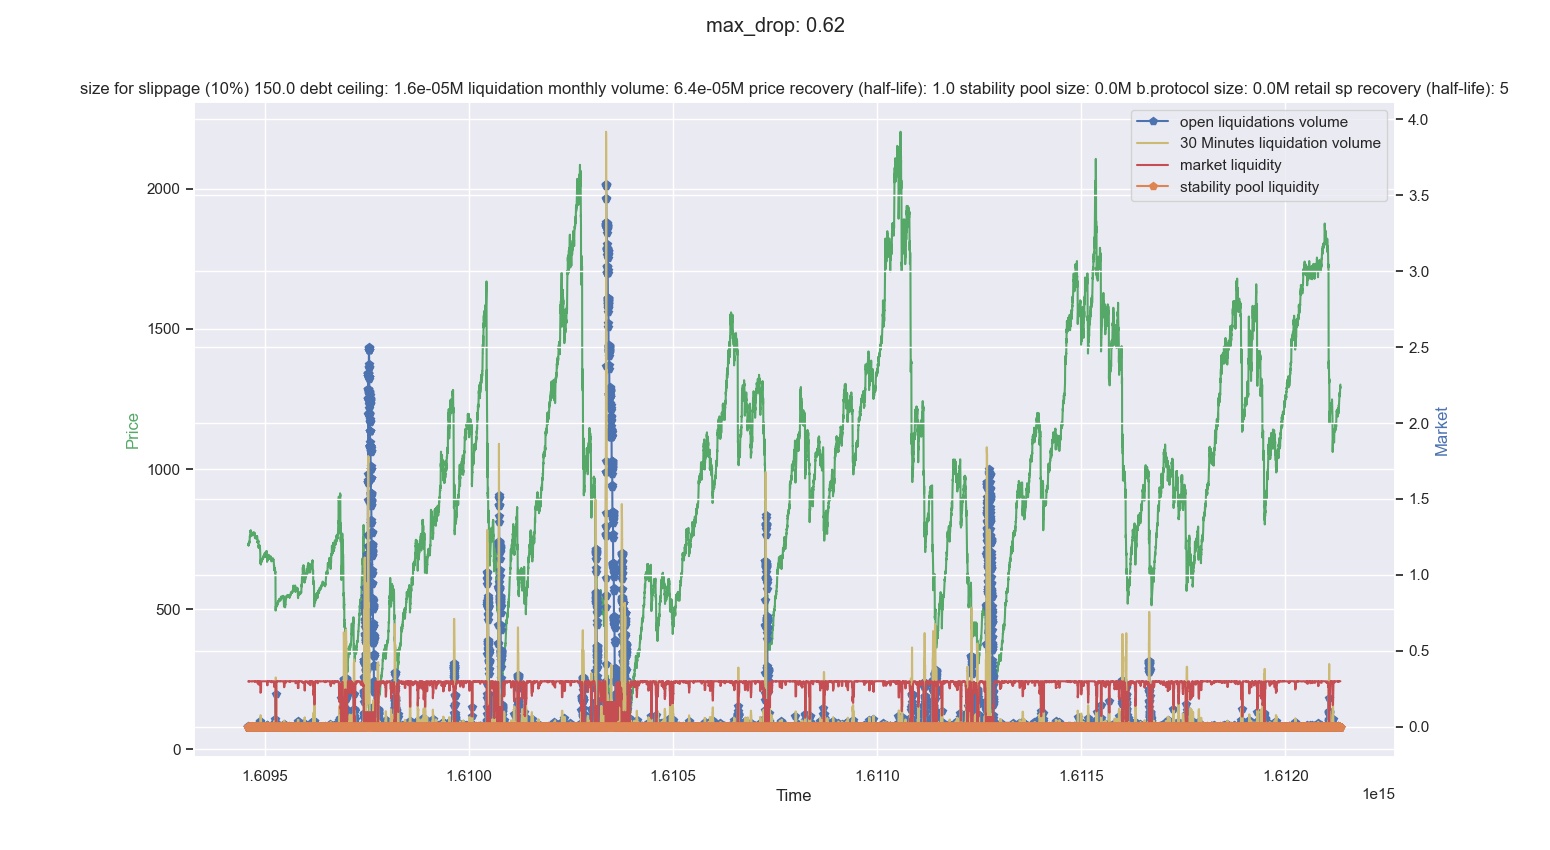 max_drop: 0.62
size for slippage (10%) 150.0 debt ceiling: 1.6e-05M liquidation monthly volume: 6.4e-05M price recovery (half-life): 1.0 stability pool size: 0.0M b.protocol size: 0.0M retail sp recovery (half-life): 5
open liquidations volume
30 Minutes liquidation volume
market liquidity
stability pool liquidity
Price
2000
1500
1000
500
0
4.0
3.5
3.0
2.5
2.0
1.5
1.0
0.5
0.0
Market
1.6095
1.6100
1.6105
1.6110
1.6115
1.6120
Time
1e15